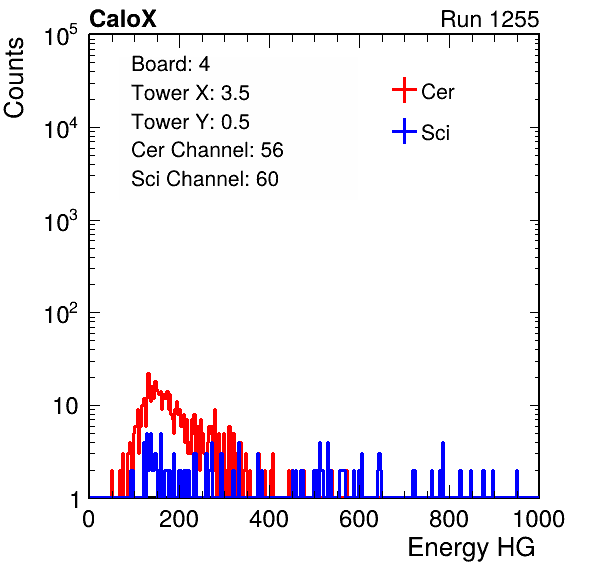 CaloX Run 1255
Counts
10^5
10^4
10^3
10^2
10
1
Board: 4
Tower X: 3.5
Tower Y: 0.5
Cer Channel: 56
Sci Channel: 60
Cer
Sci
0 200 400 600 800 1000
Energy HG